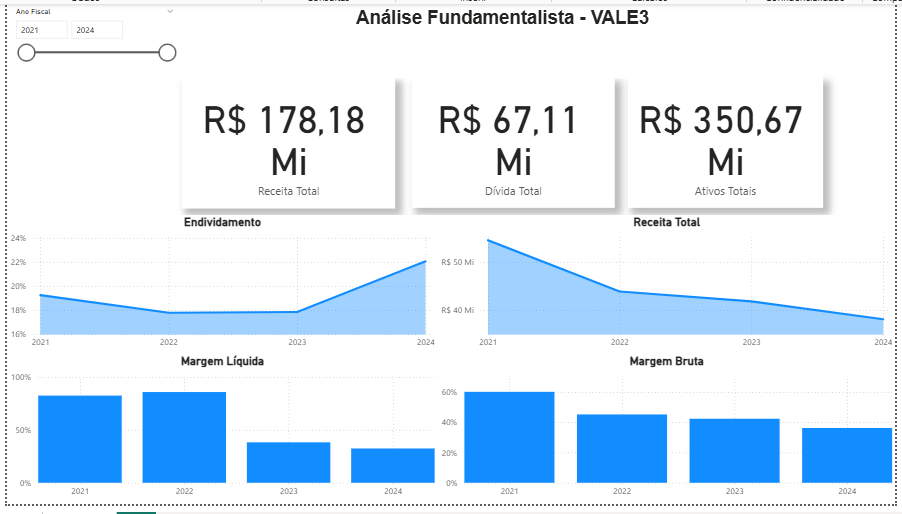 Análise Fundamentalista - VALE3
Ano Fiscal
2021
2024
R$ 178,18
Mi
Receita Total
R$ 67,11
Mi
Dívida Total
R$ 350,67
Mi
Ativos Totais
Endividamento
24%
22%
20%
18%
16%
2021
2022
2023
2024
Receita Total
R$ 50 Mi
R$ 40 Mi
2021
2022
2023
2024
Margem Líquida
100%
50%
0%
2021
2022
2023
2024
Margem Bruta
60%
40%
20%
0%
2021
2022
2023
2024